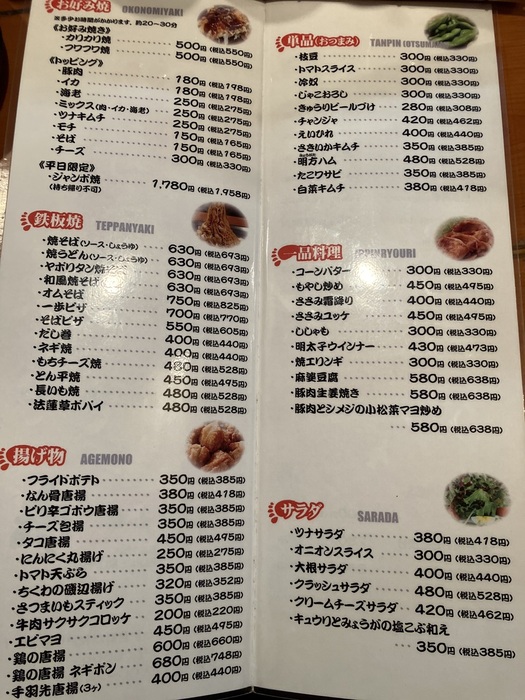 お好み焼 OKONOMIYAKI
※多少お時間がかかります。約20～30分
《お好み焼き》
・カリカリ焼 500円(税込550円)
・フワフワ焼 500円(税込550円)
《トッピング》
・豚肉 180円(税込198円)
・イカ 180円(税込198円)
・海老 250円(税込275円)
・ミックス(肉・イカ・海老) 250円(税込275円)
・ツナキムチ 250円(税込275円)
・モチ 150円(税込165円)
・そば 150円(税込165円)
・チーズ 300円(税込330円)
《平日限定》
・ジャンボ焼 1,780円(税込1,958円)
(持ち帰り不可)
鉄板焼 TEPPANYAKI
・焼そば(ソース・しょうゆ) 630円(税込693円)
・焼うどん(ソース・しょうゆ) 630円(税込693円)
・ヤポリタン焼そば 630円(税込693円)
・和風焼そば 630円(税込693円)
・オムそば 750円(税込825円)
・一歩ピザ 700円(税込770円)
・そばピザ 550円(税込605円)
・だし巻 400円(税込440円)
・ネギ焼 400円(税込440円)
・もちチーズ焼 480円(税込528円)
・とん平焼 450円(税込495円)
・長いも焼 480円(税込528円)
・法蓮草ポパイ 480円(税込528円)
揚げ物 AGEMONO
・フライドポテト 350円(税込385円)
・なん骨唐揚 380円(税込418円)
・ピリ辛ゴボウ唐揚 350円(税込385円)
・チーズ包揚 350円(税込385円)
・タコ唐揚 450円(税込495円)
・にんにく丸揚げ 250円(税込275円)
・トマト天ぷら 350円(税込385円)
・ちくわの磯辺揚げ 320円(税込352円)
・さつまいもスティック 350円(税込385円)
・牛肉サクサクコロッケ 200円(税込220円)
・エビマヨ 450円(税込495円)
・鶏の唐揚 600円(税込660円)
・鶏の唐揚 ネギポン 680円(税込748円)
・手羽先唐揚(3ヶ) 400円(税込440円)
単品(おつまみ) TANPIN (OTSUMAMI)
・枝豆 300円(税込330円)
・トマトスライス 300円(税込330円)
・冷奴 300円(税込330円)
・じゃこおろし 300円(税込330円)
・きゅうりビールづけ 280円(税込308円)
・チャンジャ 420円(税込462円)
・えいひれ 400円(税込440円)
・さきいかキムチ 350円(税込385円)
・明方ハム 480円(税込528円)
・たこワサビ 350円(税込385円)
・白菜キムチ 380円(税込418円)
一品料理 IPPINRYOURI
・コーンバター 300円(税込330円)
・もやし炒め 450円(税込495円)
・ささみ霜降り 400円(税込440円)
・ささみユッケ 450円(税込495円)
・ししゃも 300円(税込330円)
・明太子ウインナー 430円(税込473円)
・焼エリンギ 300円(税込330円)
・麻婆豆腐 580円(税込638円)
・豚肉生姜焼き 580円(税込638円)
・豚肉とシメジの小松菜マヨ炒め
580円(税込638円)
サラダ SARADA
・ツナサラダ 380円(税込418円)
・オニオンスライス 300円(税込330円)
・大根サラダ 400円(税込440円)
・クラッシュサラダ 480円(税込528円)
・クリームチーズサラダ 420円(税込462円)
・キュウリとみょうがの塩こぶ和え
350円(税込385円)